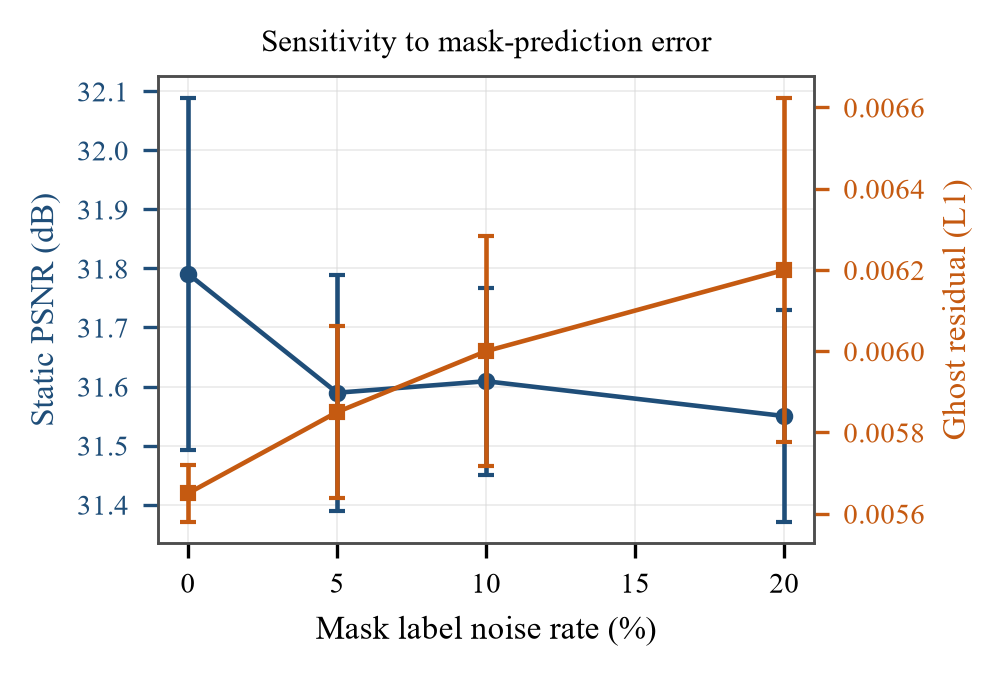 Sensitivity to mask-prediction error
Static PSNR (dB)
32.1
32.0
31.9
31.8
31.7
31.6
31.5
31.4
0.0066
0.0064
0.0062
0.0060
0.0058
0.0056
Ghost residual (L1)
0 5 10 15 20
Mask label noise rate (%)